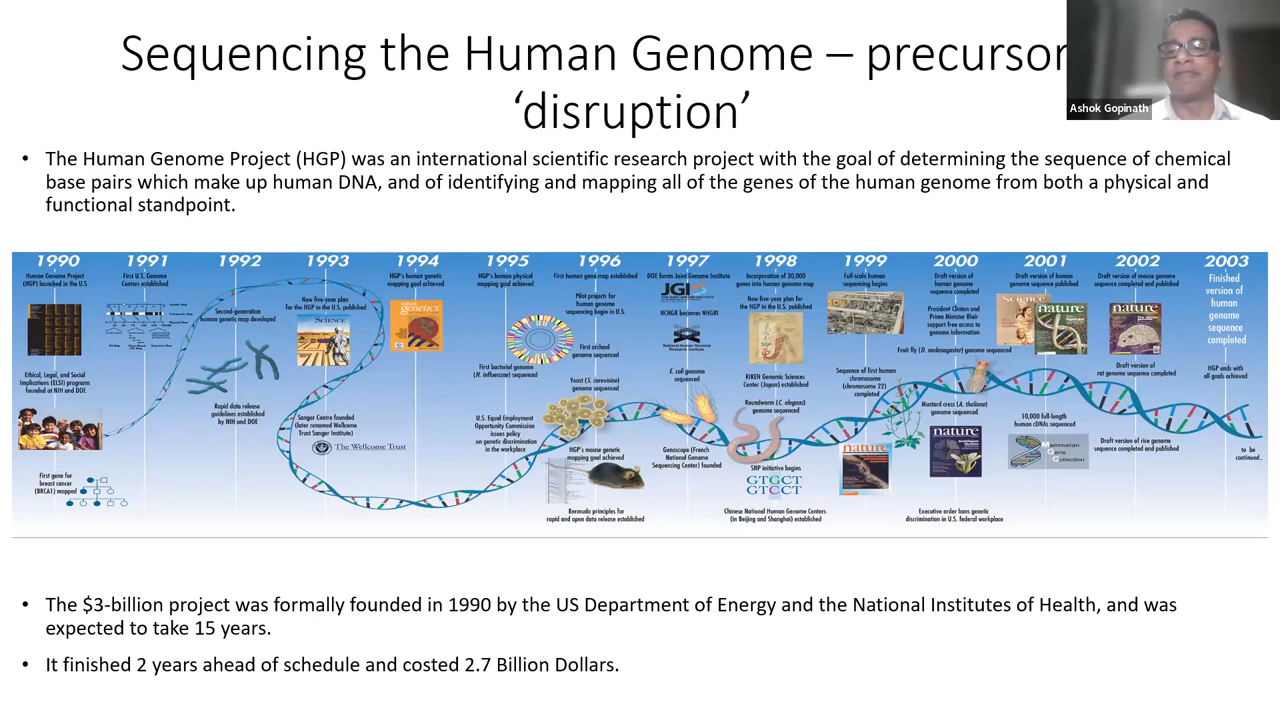 Sequencing the Human Genome – precursor
‘disruption’
Ashok Gopinath
• The Human Genome Project (HGP) was an international scientific research project with the goal of determining the sequence of chemical
base pairs which make up human DNA, and of identifying and mapping all of the genes of the human genome from both a physical and
functional standpoint.
1990
Human Genome Project
(HGP) launched in the U.S.
Ethical, Legal, and Social
Implications (ELSI) programs
founded at NIH and DOE
First gene for
breast cancer
(BRCA1) mapped
1991
First U.S. Genome
Centers established
1992
Second-generation
human genetic map developed
Rapid data release
guidelines established
by NIH and DOE
1993
New five-year plan
for the HGP in the U.S. published
SCIENCE
Sanger Centre founded
(later renamed Wellcome
Trust Sanger Institute)
The Wellcome Trust
1994
HGP's human genetic
mapping goal achieved
genetics
1995
HGP's human physical
mapping goal achieved
First bacterial genome
(H. influenzae) sequenced
U.S. Equal Employment
Opportunity Commission
issues policy
on genetic discrimination
in the workplace
1996
First human gene map established
Pilot projects for
human genome
sequencing begin in U.S.
First archaeal
genome sequenced
Yeast (S. cerevisiae)
genome sequenced
HGP's mouse genetic
mapping goal achieved
Bermuda principles for
rapid and open data release established
1997
DOE forms Joint Genome Institute
JGI
NCHGR becomes NHGRI
National Human
Genome Research
Institute
E. coli genome
sequenced
Genoscope (French
National Genome
Sequencing Center) founded
1998
Incorporation of 30,000
genes into human genome map
New five-year plan for
the HGP in the U.S. published
RIKEN Genomic Sciences
Center (Japan) established
Roundworm (C. elegans)
genome sequenced
SNP initiative begins
GTGCT
GTCCT
Chinese National Human Genome Centers
(in Beijing and Shanghai) established
1999
Full-scale human
sequencing begins
Sequence of first human
chromosome
(chromosome 22)
completed
nature
2000
Draft version of
human genome
sequence completed
President Clinton and
Prime Minister Blair
support free access to
genome information
Fruit fly (D. melanogaster) genome sequenced
Mustard cress (A. thaliana)
genome sequenced
nature
Executive order bans genetic
discrimination in U.S. federal workplace
2001
Draft version of human
genome sequence published
Science
nature
10,000 full-length
human cDNAs sequenced
Mammalian
Gene
Collection
2002
Draft version of mouse genome
sequence completed and published
nature
Draft version of
rat genome sequence completed
Draft version of rice genome
sequence completed and published
2003
Finished
version of
human
genome
sequence
completed
HGP ends with
all goals achieved
to be
continued...
• The $3-billion project was formally founded in 1990 by the US Department of Energy and the National Institutes of Health, and was
expected to take 15 years.
• It finished 2 years ahead of schedule and costed 2.7 Billion Dollars.